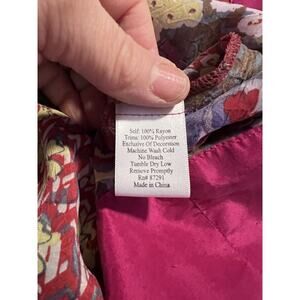 Self: 100% Rayon
Trim: 100% Polyester
Exclusive Of Decoration
Machine Wash Cold
No Bleach
Tumble Dry Low
Remove Promptly
Rn# 87291
Made in China